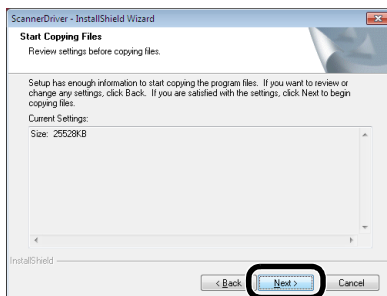 ScannerDriver - InstallShield Wizard
Start Copying Files
Review settings before copying files.
Setup has enough information to start copying the program files. If you want to review or
change any settings, click Back. If you are satisfied with the settings, click Next to begin
copying files.
Current Settings:
Size: 25528KB
InstallShield
< Back Next > Cancel